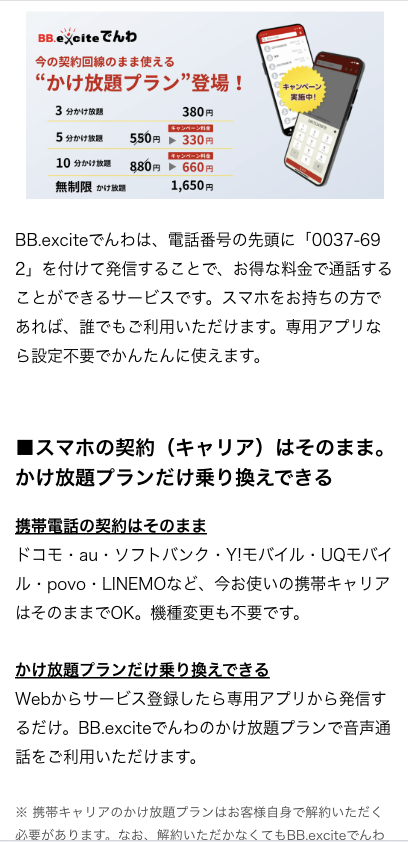 BB.exciteでんわ
今の契約回線のまま使える
“かけ放題プラン”登場！
キャンペーン
実施中！
3 分かけ放題 380円
キャンペーン料金
5 分かけ放題 550円 ▶ 330円
キャンペーン料金
10 分かけ放題 880円 ▶ 660円
無制限 かけ放題 1,650円
BB.exciteでんわは、電話番号の先頭に「0037-69
2」を付けて発信することで、お得な料金で通話する
ことができるサービスです。スマホをお持ちの方で
あれば、誰でもご利用いただけます。専用アプリな
ら設定不要でかんたんに使えます。
■スマホの契約（キャリア）はそのまま。
かけ放題プランだけ乗り換えできる
携帯電話の契約はそのまま
ドコモ・au・ソフトバンク・Y!モバイル・UQモバイ
ル・povo・LINEMOなど、今お使いの携帯キャリア
はそのままでOK。機種変更も不要です。
かけ放題プランだけ乗り換えできる
Webからサービス登録したら専用アプリから発信す
るだけ。BB.exciteでんわのかけ放題プランで音声通
話をご利用いただけます。
※ 携帯キャリアのかけ放題プランはお客様自身で解約いただく
必要があります。なお、解約いただかなくてもBB.exciteでんわ